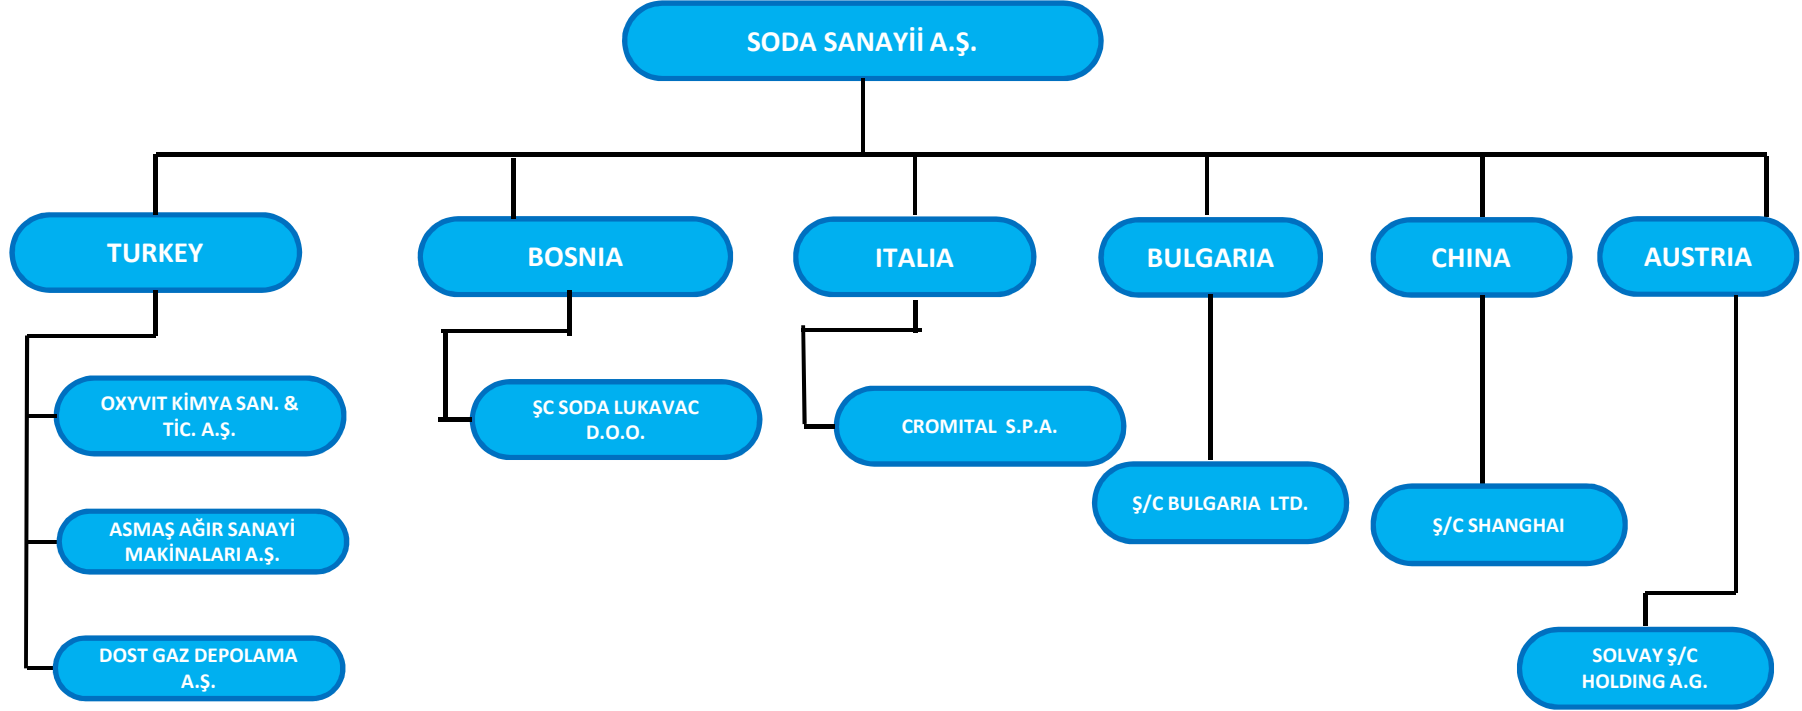 SODA SANAYİİ A.Ş.
TURKEY
BOSNIA
ITALIA
BULGARIA
CHINA
AUSTRIA
OXYVIT KİMYA SAN. &
TİC. A.Ş.
ŞC SODA LUKAVAC
D.O.O.
CROMITAL S.P.A.
Ş/C BULGARIA LTD.
Ş/C SHANGHAI
ASMAŞ AĞIR SANAYİ
MAKİNALARI A.Ş.
DOST GAZ DEPOLAMA
A.Ş.
SOLVAY Ş/C
HOLDING A.G.